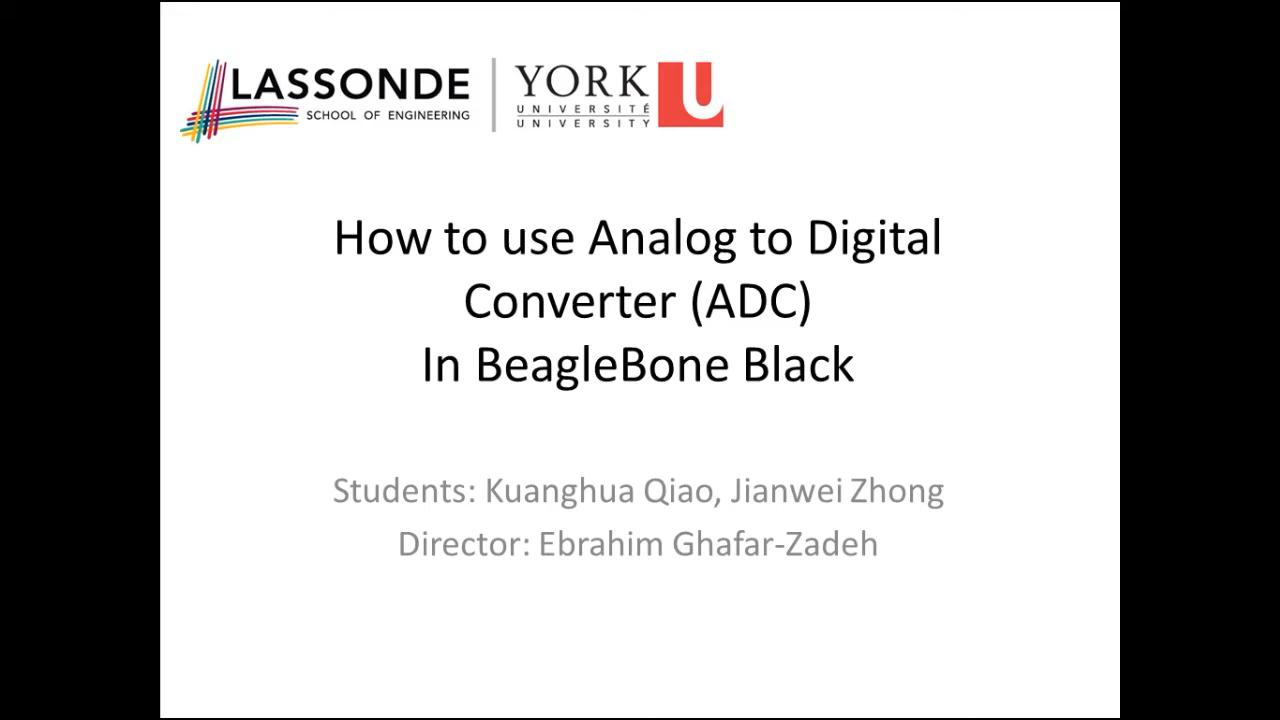 LASSONDE
SCHOOL OF ENGINEERING
YORK U
UNIVERSITÉ
UNIVERSITY
How to use Analog to Digital
Converter (ADC)
In BeagleBone Black
Students: Kuanghua Qiao, Jianwei Zhong
Director: Ebrahim Ghafar-Zadeh